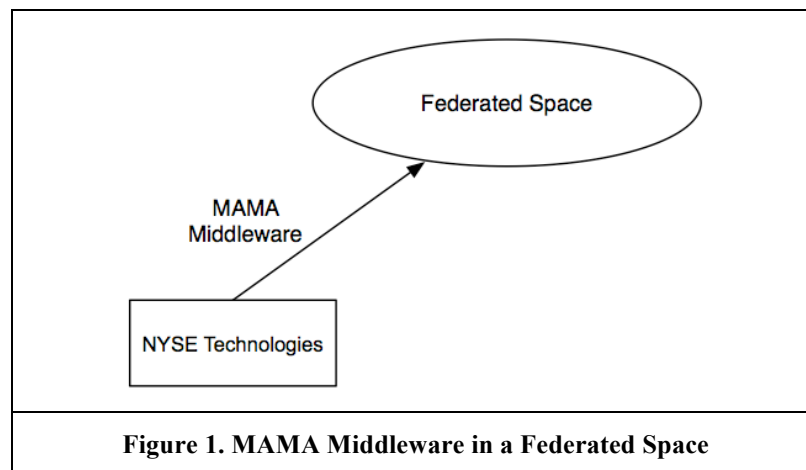 Federated Space
MAMA
Middleware
NYSE Technologies
Figure 1. MAMA Middleware in a Federated Space